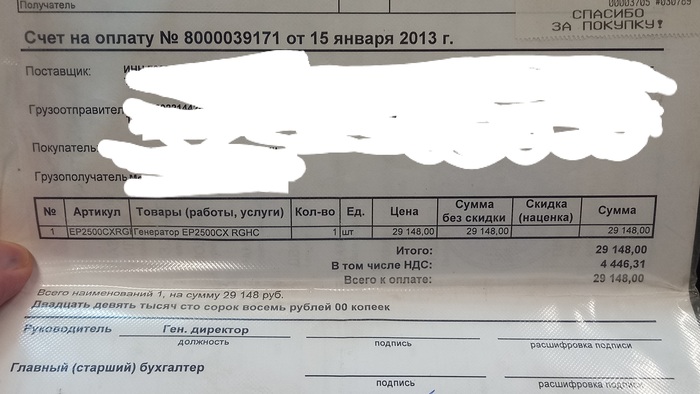 Получатель
00003705 #030789
СПАСИБО
ЗА ПОКУПКУ!
Счет на оплату № 8000039171 от 15 января 2013 г.
Поставщик:
Грузоотправител
Покупатель
Грузополучатель
№ Артикул Товары (работы, услуги) Кол-во Ед. Цена Сумма без скидки Скидка (наценка) Сумма
1 EP2500CXRG Генератор EP2500CX RGHC 1 шт 29 148,00 29 148,00 29 148,00
Итого: 29 148,00
В том числе НДС: 4 446,31
Всего к оплате: 29 148,00
Всего наименований 1, на сумму 29 148 руб.
Двадцать девять тысяч сто сорок восемь рублей 00 копеек
Руководитель Ген. директор
должность подпись расшифровка подписи
Главный (старший) бухгалтер
подпись расшифровка подписи